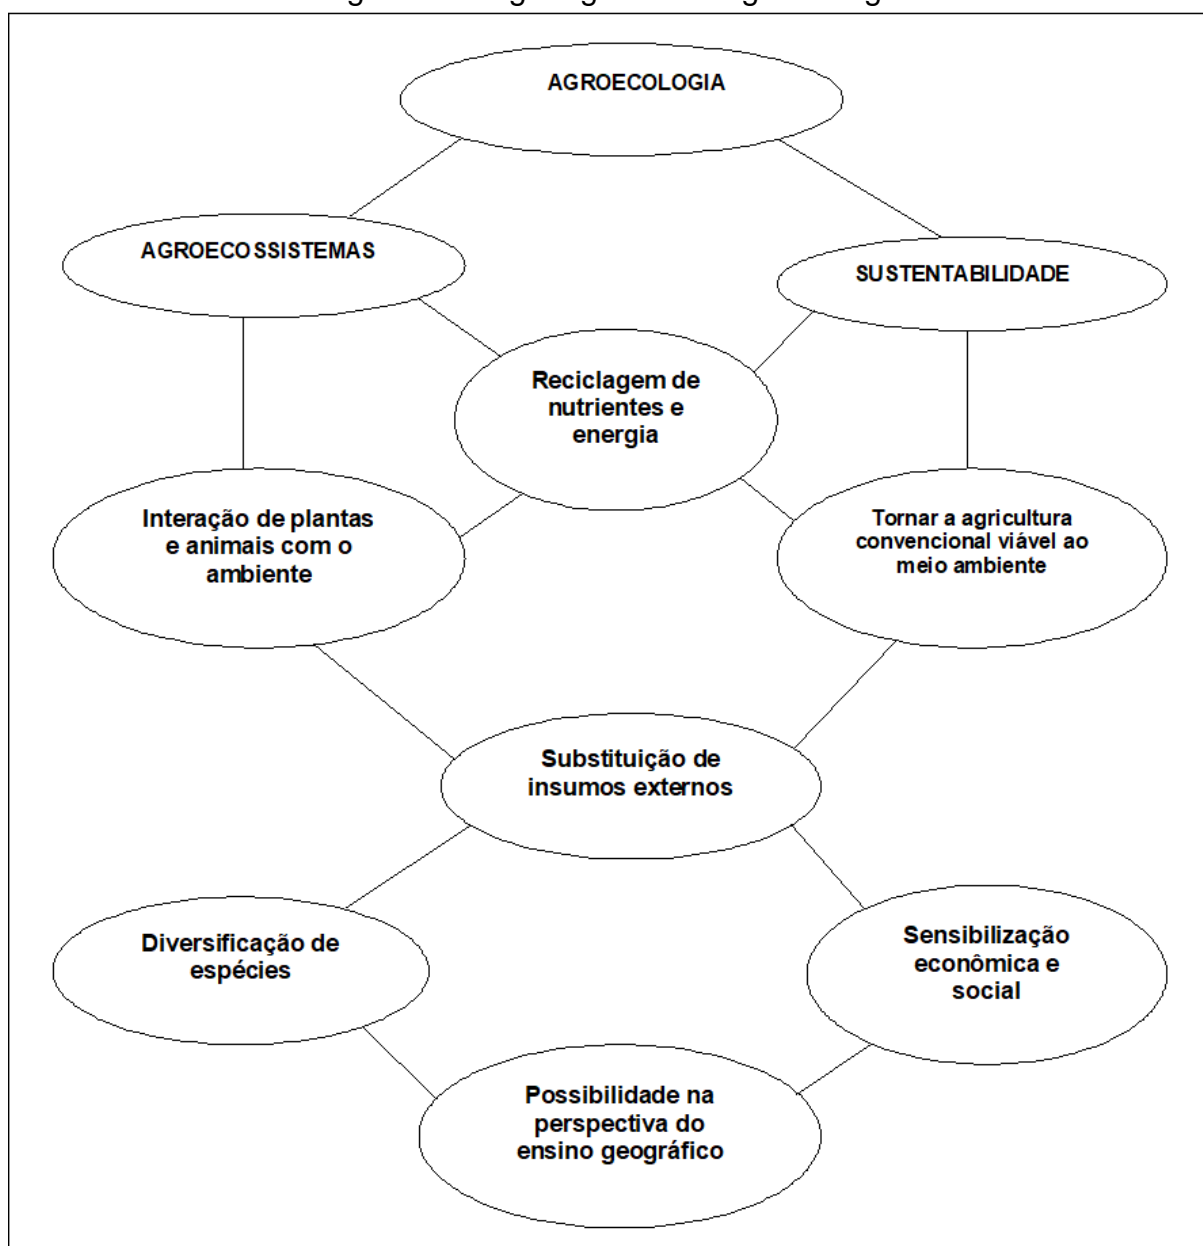 AGROECOLOGIA
AGROECOSSISTEMAS
SUSTENTABILIDADE
Reciclagem de
nutrientes e
energia
Interação de plantas
e animais com o
ambiente
Tornar a agricultura
convencional viável ao
meio ambiente
Substituição de
insumos externos
Diversificação de
espécies
Sensibilização
econômica e
social
Possibilidade na
perspectiva do
ensino geográfico